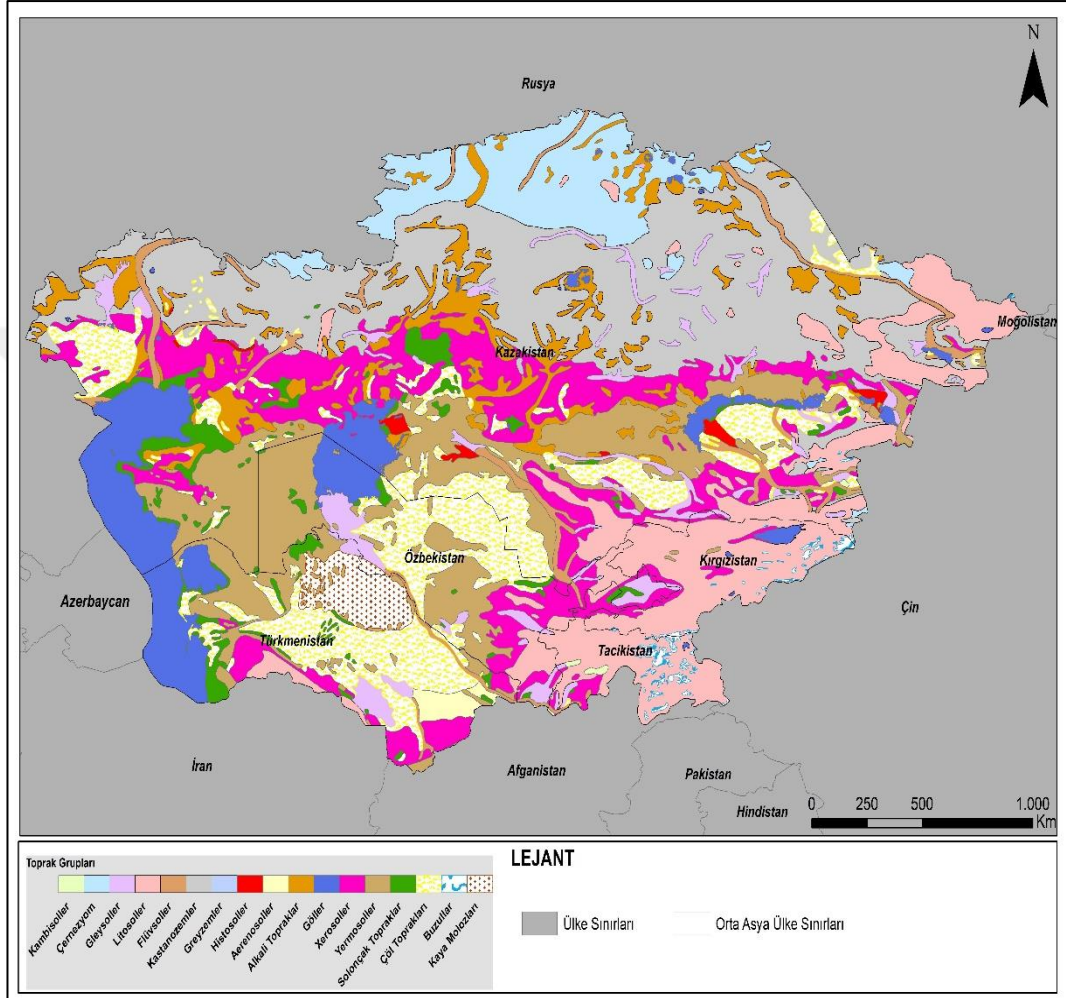 N
Rusya
Moğolistan
Kazakistan
Özbekistan
Kırgızistan
Azerbaycan
Çin
Türkmenistan
Tacikistan
İran
Afganistan
Pakistan
Hindistan
0 250 500 1.000
Km
LEJANT
Toprak Grupları
Kambisoller
Çernezyom
Gleysoller
Litosoller
Flüvsoller
Kastanozemler
Greyzemler
Histosoller
Aerenosoller
Alkali Topraklar
Göller
Xerosoller
Yermosoller
Solonçak Topraklar
Çöl Toprakları
Buzullar
Kaya Molozları
Ülke Sınırları
Orta Asya Ülke Sınırları